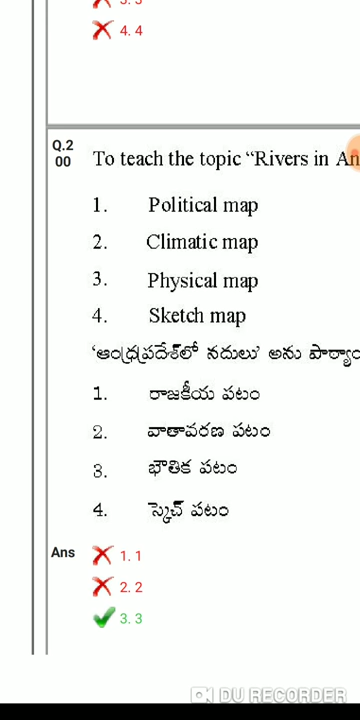 3. 3
4. 4
Q.2
00
To teach the topic “Rivers in An
1. Political map
2. Climatic map
3. Physical map
4. Sketch map
‘ఆంధ్రప్రదేశ్‌లో నదులు’ అను పాఠ్యాం
1. రాజకీయ పటం
2. వాతావరణ పటం
3. భౌతిక పటం
4. స్కెచ్ పటం
Ans
1. 1
2. 2
3. 3
DU RECORDER